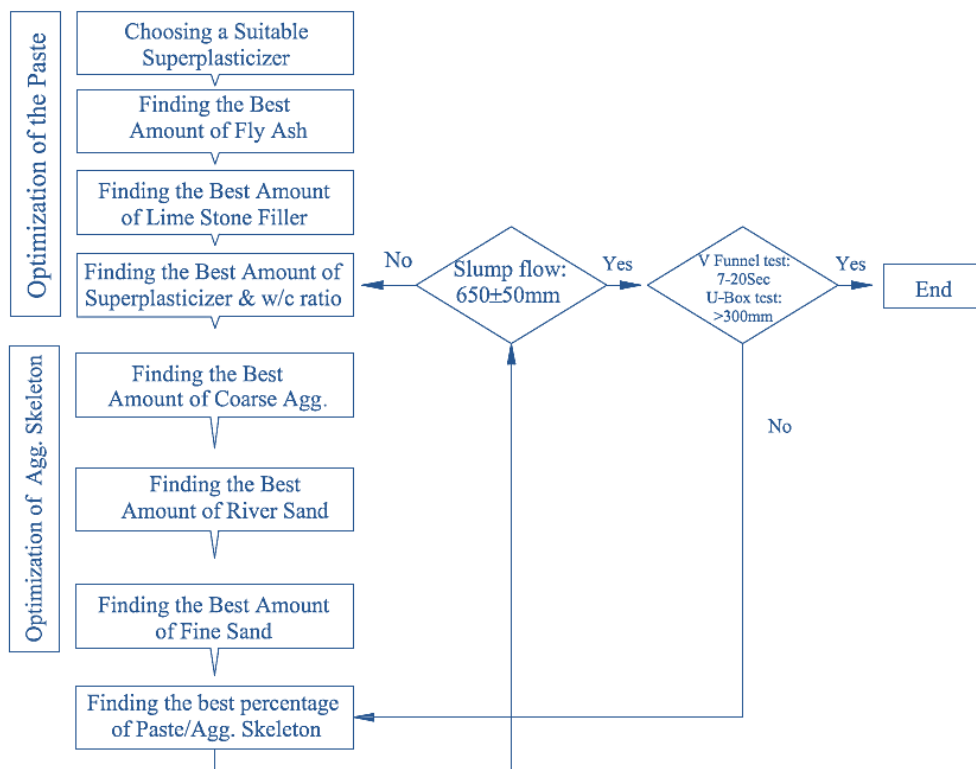 Optimization of the Paste
Choosing a Suitable
Superplasticizer
Finding the Best
Amount of Fly Ash
Finding the Best Amount
of Lime Stone Filler
Finding the Best Amount of
Superplasticizer & w/c ratio
No
Slump flow:
650±50mm
Yes
V Funnel test:
7-20Sec
U-Box test:
>300mm
Yes
End
No
Optimization of Agg. Skeleton
Finding the Best
Amount of Coarse Agg.
Finding the Best
Amount of River Sand
Finding the Best Amount
of Fine Sand
Finding the best percentage
of Paste/Agg. Skeleton